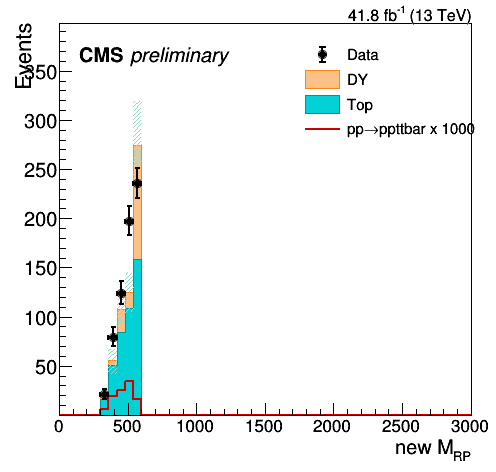 41.8 fb⁻¹ (13 TeV)
Events
CMS preliminary
Data
DY
Top
pp→ppttbar x 1000
350
300
250
200
150
100
50
0 500 1000 1500 2000 2500 3000
new M_RP